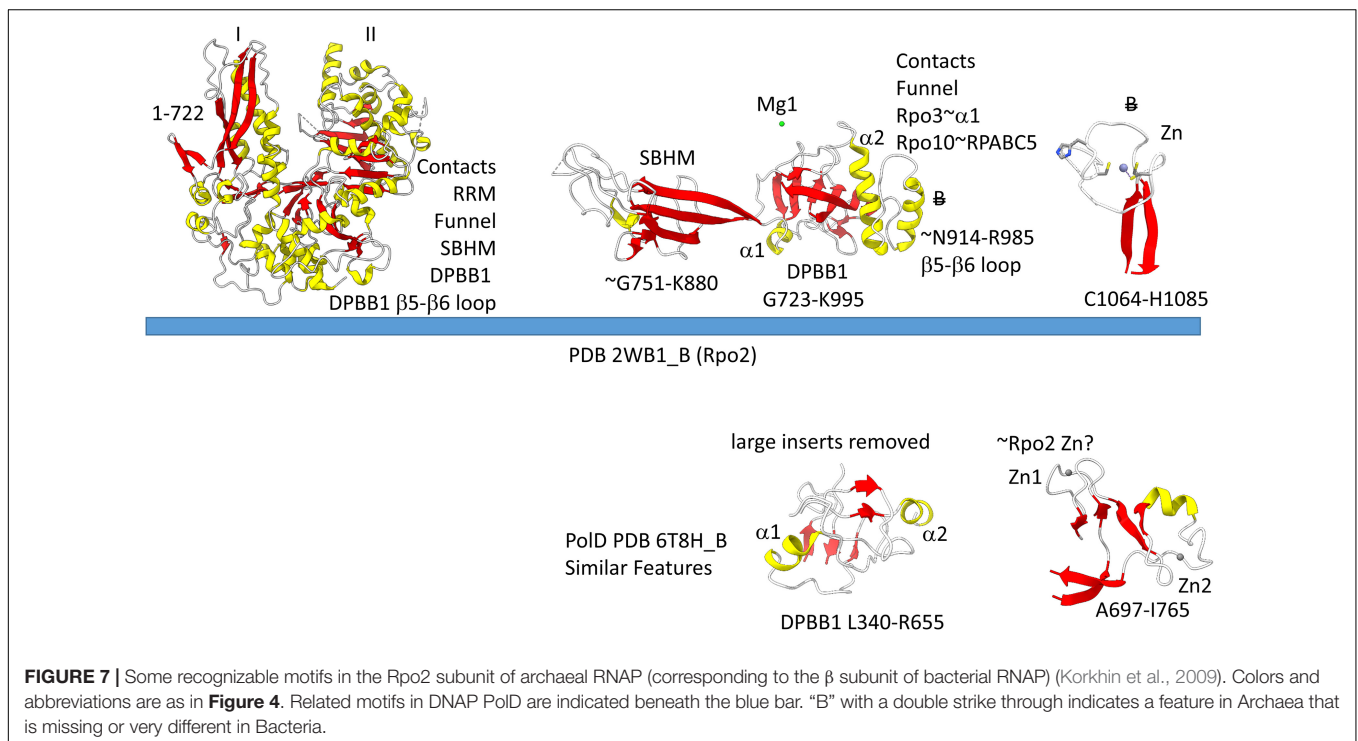 I
II
1-722
Contacts
RRM
Funnel
SBHM
DPBB1
DPBB1 β5-β6 loop
SBHM
~G751-K880
Mg1
α1
α2
DPBB1
G723-K995
Contacts
Funnel
Rpo3~α1
Rpo10~RPABC5
B
~N914-R985
β5-β6 loop
B
Zn
C1064-H1085
PDB 2WB1_B (Rpo2)
large inserts removed
PolD PDB 6T8H_B
Similar Features
α1
α2
DPBB1 L340-R655
~Rpo2 Zn?
Zn1
Zn2
A697-I765
FIGURE 7 | Some recognizable motifs in the Rpo2 subunit of archaeal RNAP (corresponding to the β subunit of bacterial RNAP) (Korkhin et al., 2009). Colors and
abbreviations are as in Figure 4. Related motifs in DNAP PolD are indicated beneath the blue bar. “B” with a double strike through indicates a feature in Archaea that
is missing or very different in Bacteria.